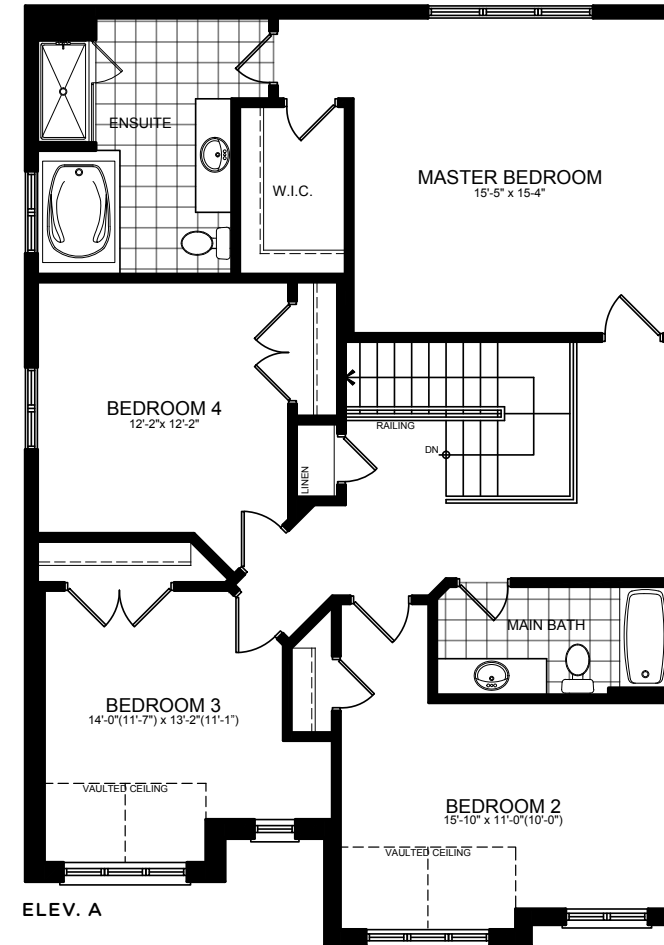 ENSUITE
W.I.C.
MASTER BEDROOM
15'-5" x 15-4"
BEDROOM 4
12'-2"x 12'-2"
RAILING
DN
LINEN
MAIN BATH
BEDROOM 3
14'-0"(11'-7") x 13'-2"(11'-1")
VAULTED CEILING
BEDROOM 2
15'-10" x 11'-0"(10'-0")
VAULTED CEILING
ELEV. A